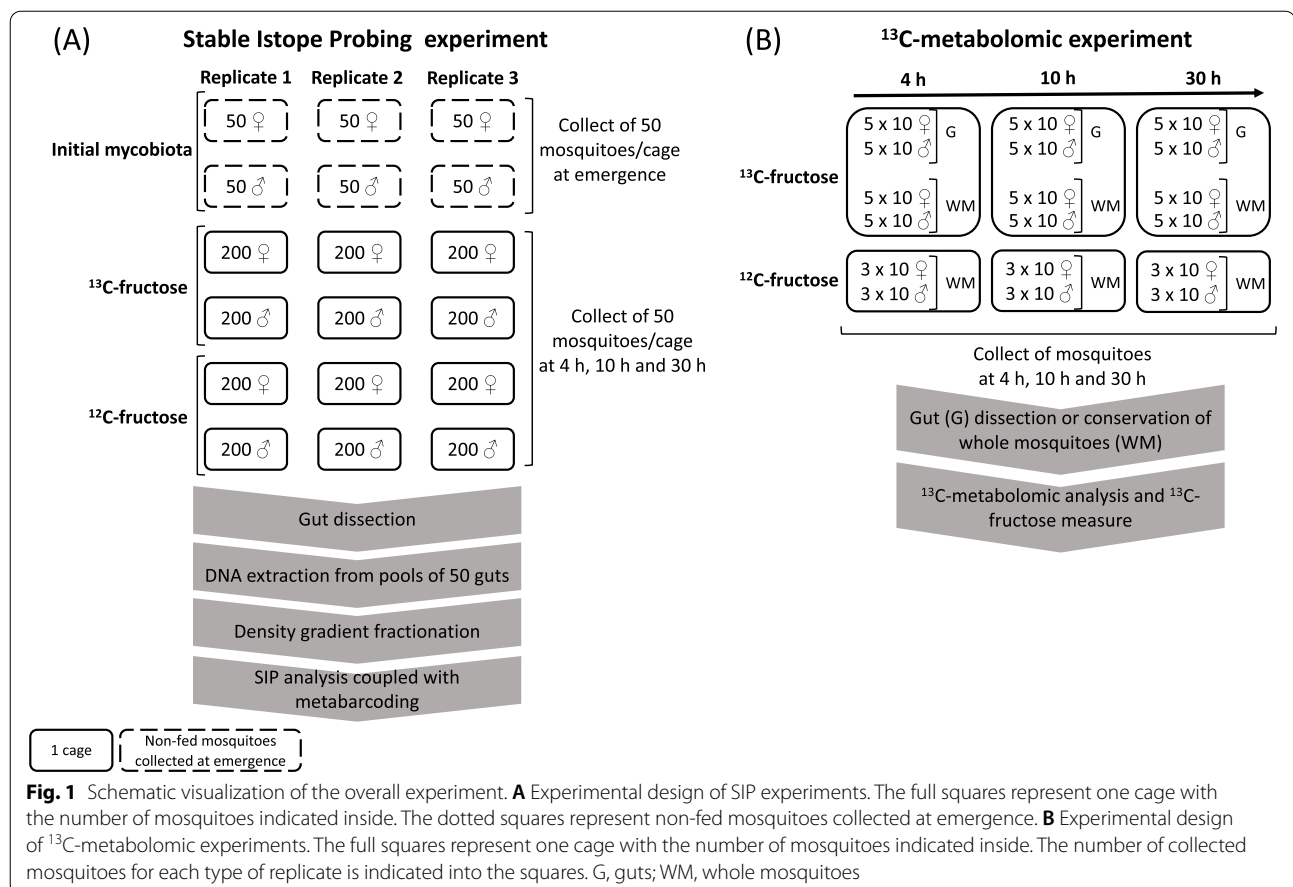 (A) Stable Istope Probing experiment
Replicate 1 Replicate 2 Replicate 3
Initial mycobiota
50 ♀ 50 ♀ 50 ♀
50 ♂ 50 ♂ 50 ♂
Collect of 50
mosquitoes/cage
at emergence
¹³C-fructose
200 ♀ 200 ♀ 200 ♀
200 ♂ 200 ♂ 200 ♂
¹²C-fructose
200 ♀ 200 ♀ 200 ♀
200 ♂ 200 ♂ 200 ♂
Collect of 50
mosquitoes/cage
at 4 h, 10 h and 30 h
Gut dissection
DNA extraction from pools of 50 guts
Density gradient fractionation
SIP analysis coupled with
metabarcoding
1 cage
Non-fed mosquitoes
collected at emergence
(B) ¹³C-metabolomic experiment
4 h 10 h 30 h
¹³C-fructose
5 x 10 ♀ G 5 x 10 ♀ G 5 x 10 ♀ G
5 x 10 ♂ 5 x 10 ♂ 5 x 10 ♂
5 x 10 ♀ WM 5 x 10 ♀ WM 5 x 10 ♀ WM
5 x 10 ♂ 5 x 10 ♂ 5 x 10 ♂
¹²C-fructose
3 x 10 ♀ WM 3 x 10 ♀ WM 3 x 10 ♀ WM
3 x 10 ♂ 3 x 10 ♂ 3 x 10 ♂
Collect of mosquitoes
at 4 h, 10 h and 30 h
Gut (G) dissection or conservation of
whole mosquitoes (WM)
¹³C-metabolomic analysis and ¹³C-
fructose measure
Fig. 1 Schematic visualization of the overall experiment. A Experimental design of SIP experiments. The full squares represent one cage with
the number of mosquitoes indicated inside. The dotted squares represent non-fed mosquitoes collected at emergence. B Experimental design
of ¹³C-metabolomic experiments. The full squares represent one cage with the number of mosquitoes indicated inside. The number of collected
mosquitoes for each type of replicate is indicated into the squares. G, guts; WM, whole mosquitoes